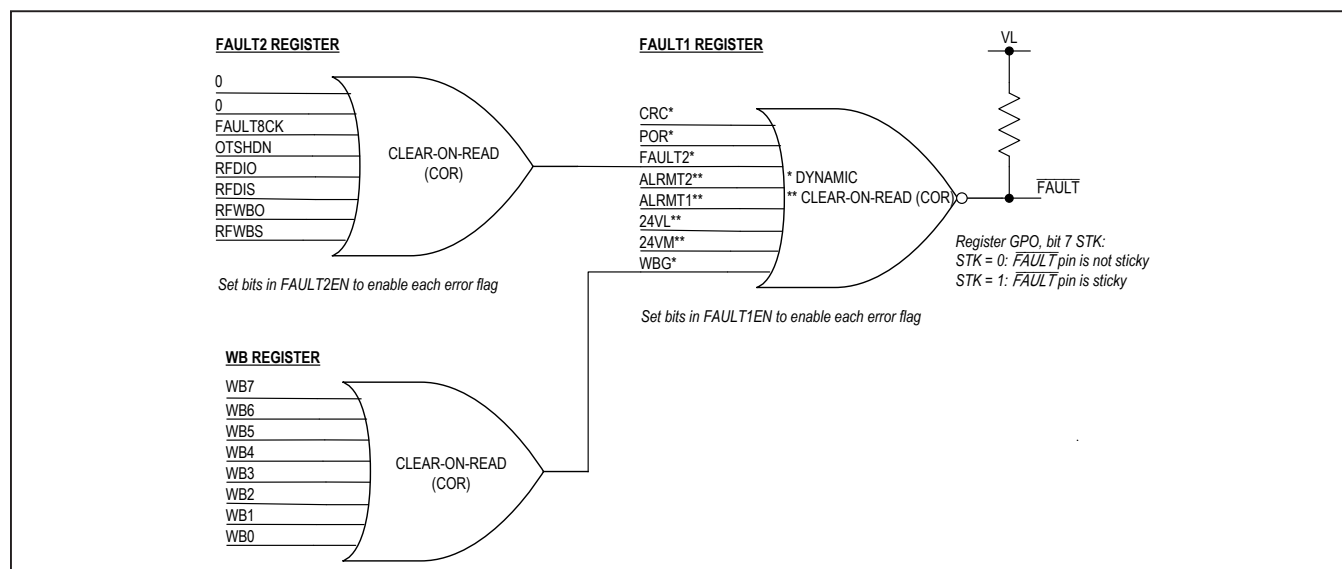 FAULT2 REGISTER
0
0
FAULT8CK
OTSHDN
RFDIO
RFDIS
RFWBO
RFWBS
CLEAR-ON-READ
(COR)
Set bits in FAULT2EN to enable each error flag
FAULT1 REGISTER
CRC*
POR*
FAULT2*
ALRMT2**
ALRMT1**
24VL**
24VM**
WBG*
* DYNAMIC
** CLEAR-ON-READ (COR)
Set bits in FAULT1EN to enable each error flag
VL
FAULT
Register GPO, bit 7 STK:
STK = 0: FAULT pin is not sticky
STK = 1: FAULT pin is sticky
WB REGISTER
WB7
WB6
WB5
WB4
WB3
WB2
WB1
WB0
CLEAR-ON-READ
(COR)